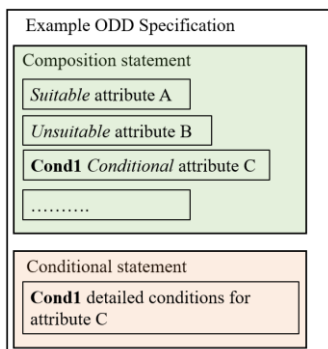 Example ODD Specification
Composition statement
Suitable attribute A
Unsuitable attribute B
Cond1 Conditional attribute C
..........
Conditional statement
Cond1 detailed conditions for
attribute C